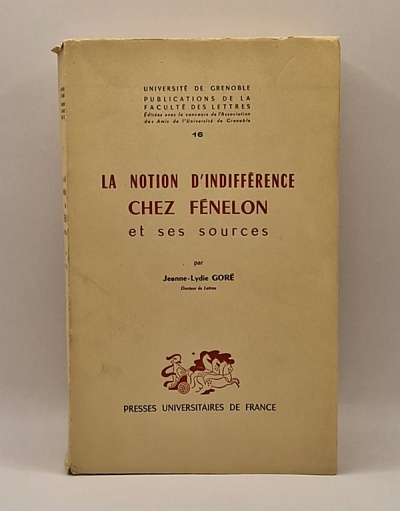 UNIVERSITÉ DE GRENOBLE
PUBLICATIONS DE LA
FACULTÉ DES LETTRES
Éditées avec le concours de l'Association
des Amis de l'Université de Grenoble
16
LA NOTION D'INDIFFÉRENCE
CHEZ FÉNELON
et ses sources
par
Jeanne-Lydie GORÉ
Docteur ès Lettres
PRESSES UNIVERSITAIRES DE FRANCE